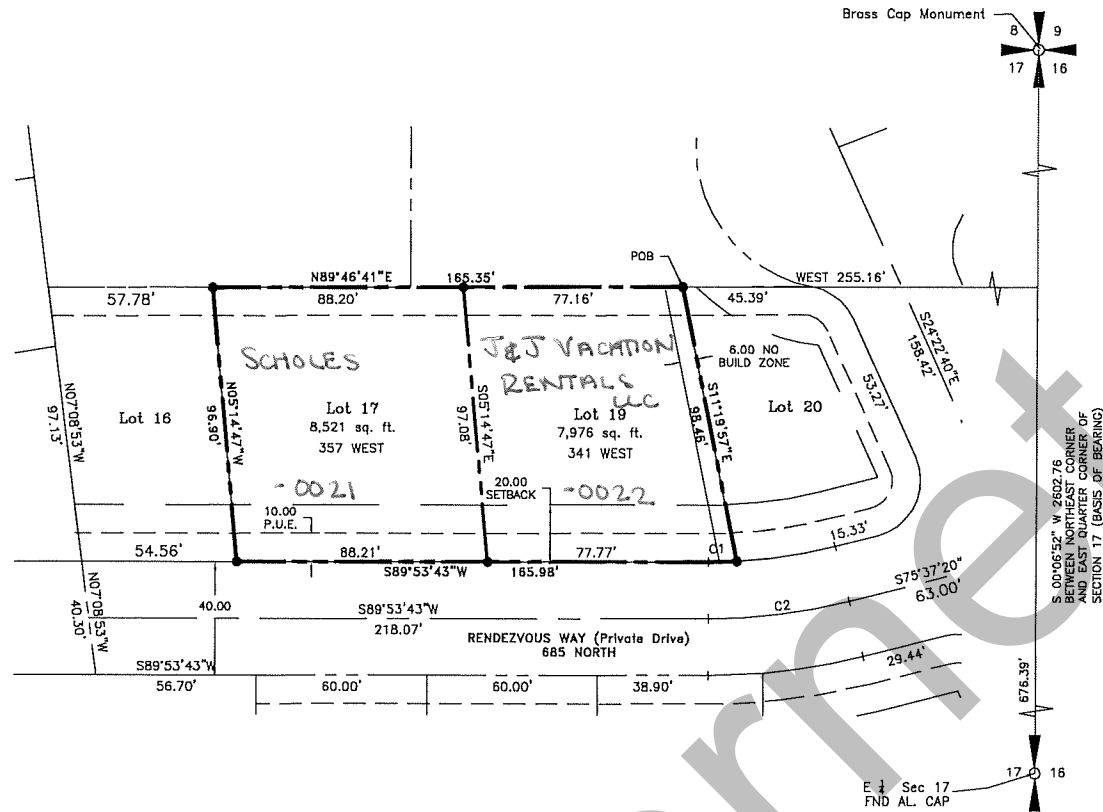 Brass Cap Monument
8 9
17 16
POB
N89°46'41"E
165.35'
WEST 255.16'
57.78'
88.20'
77.16'
45.39'
6.00 NO
BUILD ZONE
S24°22'40"E
158.42'
53.27'
SCHOLES
J&J VACATION
RENTALS
LLC
Lot 16
Lot 17
8,521 sq. ft.
357 WEST
Lot 19
7,976 sq. ft.
341 WEST
Lot 20
N07°08'53"W
97.13'
N05°14'47"W
96.90'
S05°14'47"E
97.08'
S11°19'57"E
98.46'
-0021
-0022
20.00
SETBACK
10.00
P.U.E.
15.33'
54.56'
88.21'
77.77'
C1
S89°53'43"W
165.98'
N07°08'53"W
40.30'
40.00
S89°53'43"W
218.07'
C2
S75°37'20"
63.00'
RENDEZVOUS WAY (Private Drive)
685 NORTH
S89°53'43"W
56.70'
60.00'
60.00'
38.90'
29.44'
S 00°06'52" W 2602.76
BETWEEN NORTHEAST CORNER
AND EAST QUARTER CORNER OF
SECTION 17 (BASIS OF BEARING)
676.39'
17 16
E ¼ Sec 17
FND AL. CAP